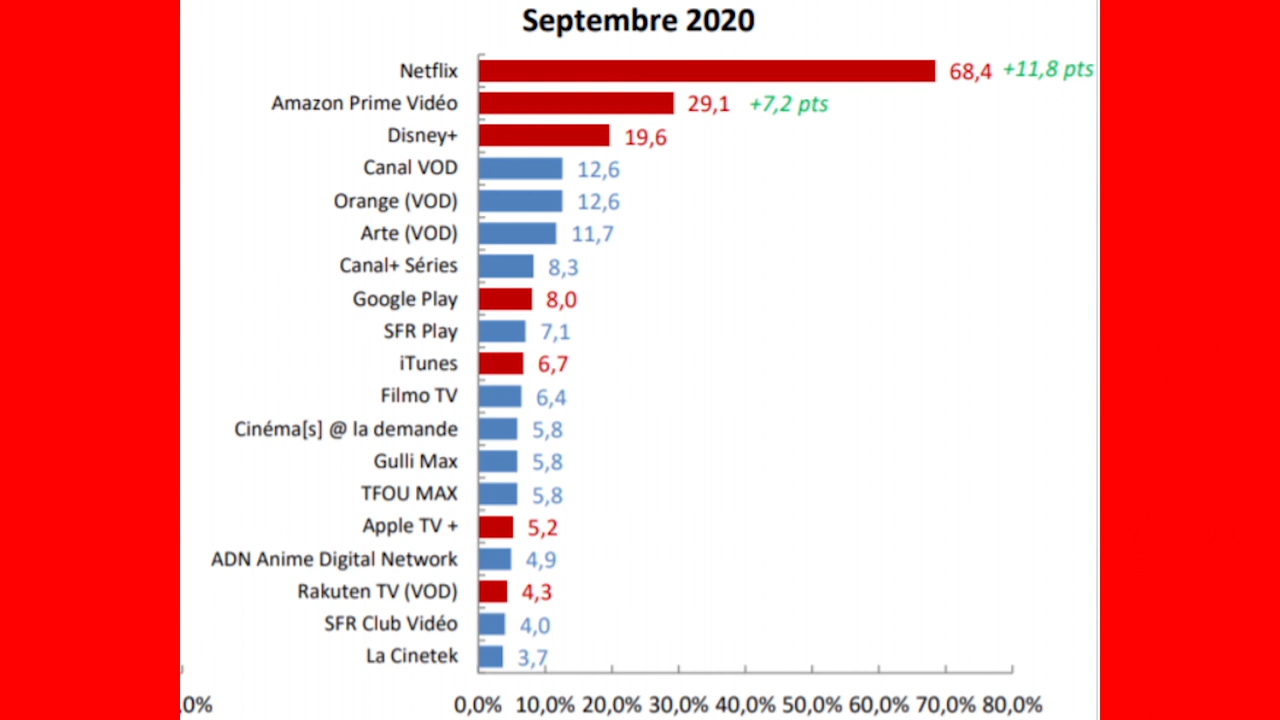 Septembre 2020
Netflix 68,4 +11,8 pts
Amazon Prime Vidéo 29,1 +7,2 pts
Disney+ 19,6
Canal VOD 12,6
Orange (VOD) 12,6
Arte (VOD) 11,7
Canal+ Séries 8,3
Google Play 8,0
SFR Play 7,1
iTunes 6,7
Filmo TV 6,4
Cinéma[s] @ la demande 5,8
Gulli Max 5,8
TFOU MAX 5,8
Apple TV + 5,2
ADN Anime Digital Network 4,9
Rakuten TV (VOD) 4,3
SFR Club Vidéo 4,0
La Cinetek 3,7
,0% 0,0% 10,0% 20,0% 30,0% 40,0% 50,0% 60,0% 70,0% 80,0%